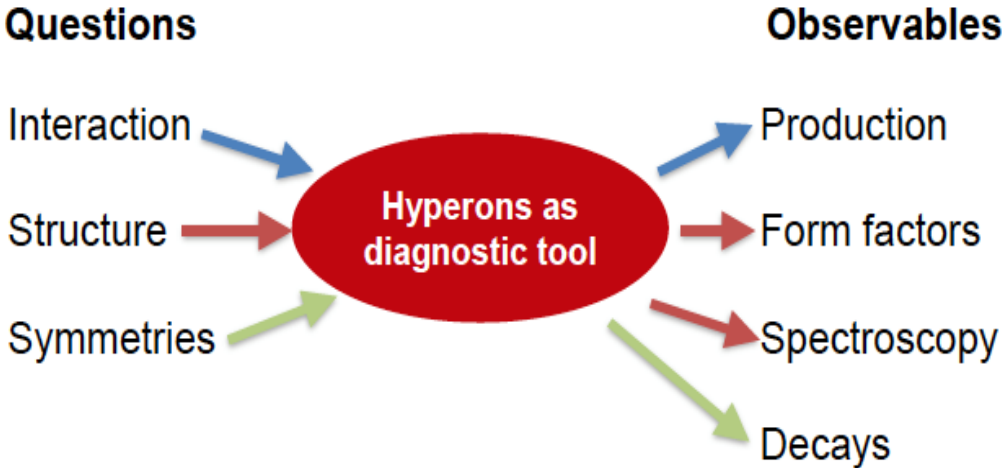 Questions
Observables
Interaction
Production
Hyperons as
Structure
diagnostic tool
Form factors
Symmetries
Spectroscopy
Decays